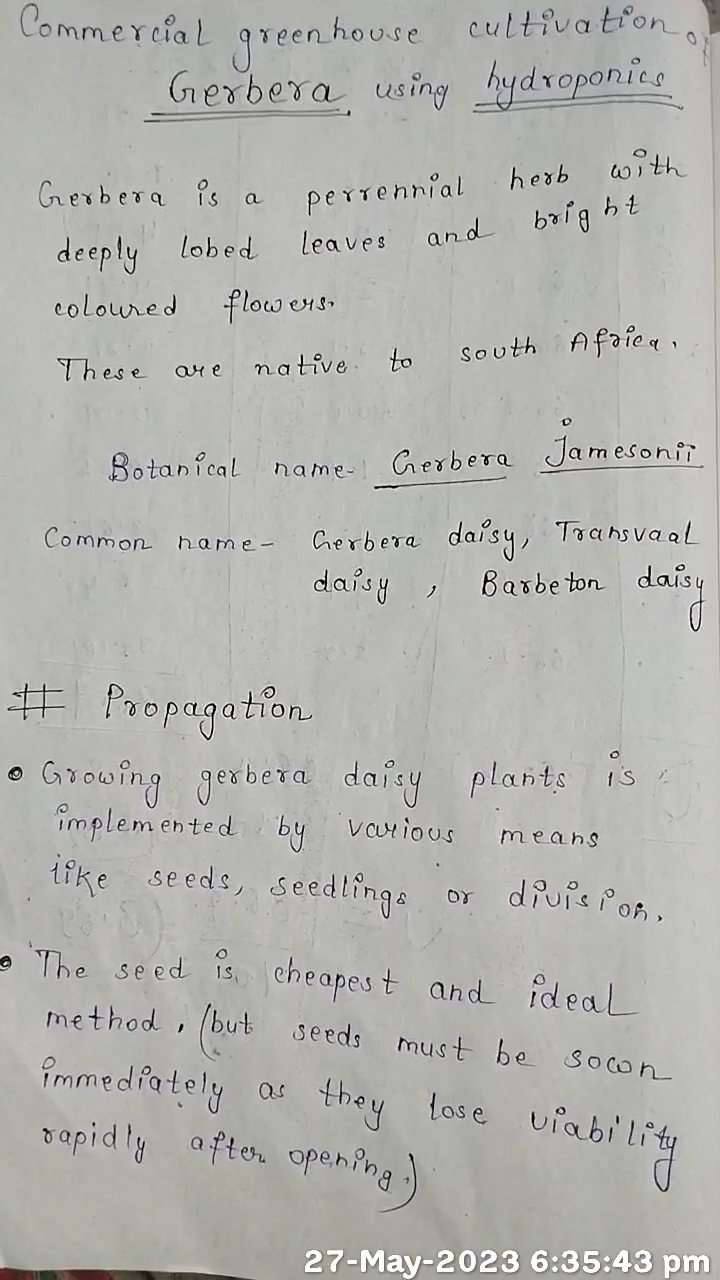 Commercial greenhouse cultivation of
Gerbera using hydroponics
Gerbera is a perrennial herb with
deeply lobed leaves and bright
coloured flowers.
These are native to south Africa.
Botanical name- Gerbera Jamesonii
Common name- Gerbera daisy, Transvaal
daisy, Barbeton daisy
# Propagation
• Growing gerbera daisy plants is
implemented by various means
like seeds, seedlings or division.
• The seed is cheapest and ideal
method, (but seeds must be socon
immediately as they lose viability
rapidly after opening.)
27-May-2023 6:35:43 pm